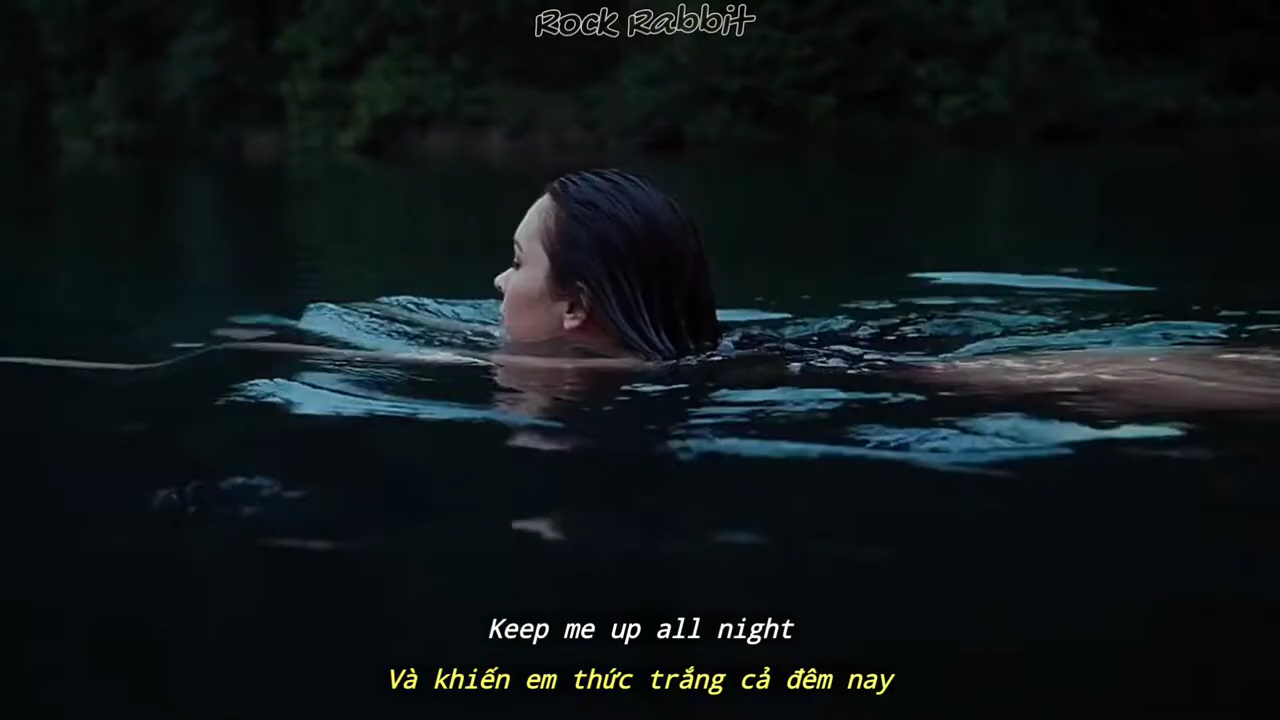 Rock Rabbit
Keep me up all night
Và khiến em thức trắng cả đêm nay